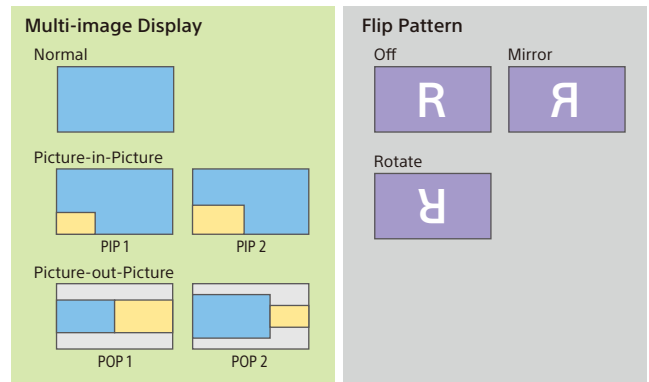 Multi-image Display
Normal
Picture-in-Picture
PIP 1
PIP 2
Picture-out-Picture
POP 1
POP 2
Flip Pattern
Off
Mirror
R
Я
Rotate
ꓤ